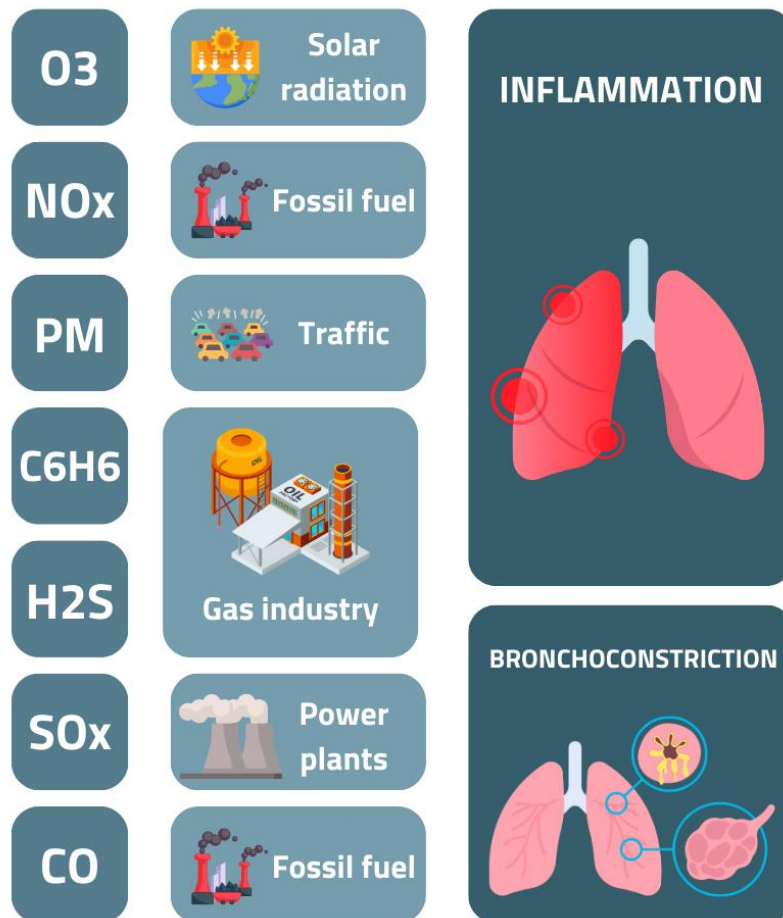 O3
Solar
radiation
NOx
Fossil fuel
PM
Traffic
C6H6
H2S
OIL
OIL
FACTORY
Gas industry
SOx
Power
plants
CO
Fossil fuel
INFLAMMATION
BRONCHOCONSTRICTION